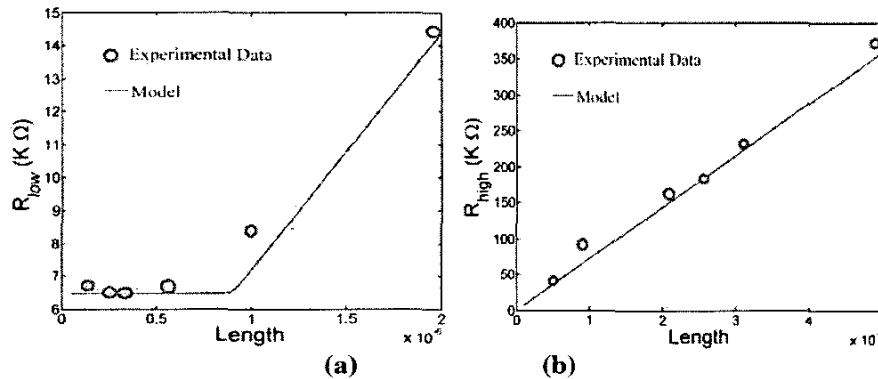 15
14
13
12
11
10
9
8
7
6
R_low (K Ω)
Experimental Data
Model
0
0.5
1
1.5
2
Length
(a)
400
350
300
250
200
150
100
50
0
R_high (K Ω)
Experimental Data
Model
0
1
2
3
4
Length
(b)